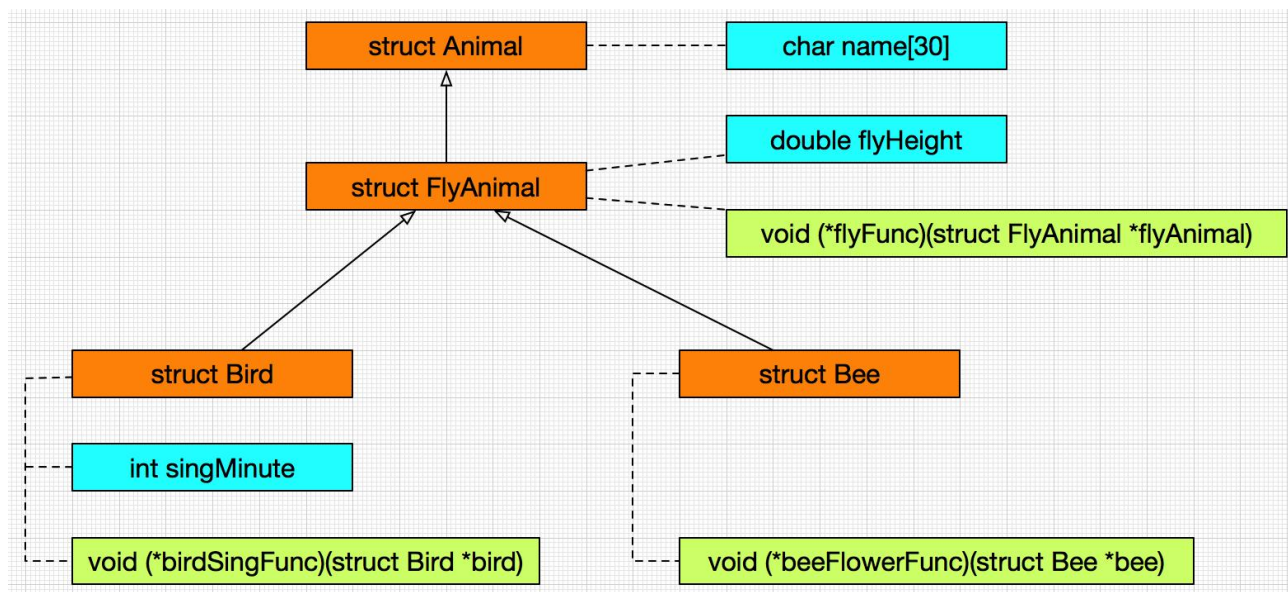 struct Animal
char name[30]
double flyHeight
struct FlyAnimal
void (*flyFunc)(struct FlyAnimal *flyAnimal)
struct Bird
struct Bee
int singMinute
void (*birdSingFunc)(struct Bird *bird)
void (*beeFlowerFunc)(struct Bee *bee)